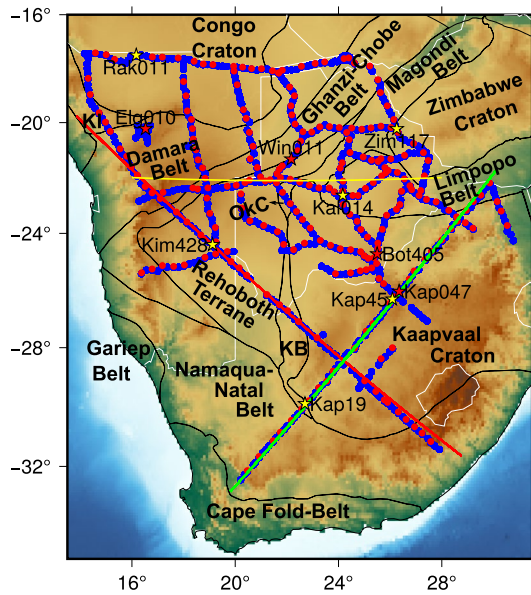 −16°
−20°
−24°
−28°
−32°
16°
20°
24°
28°
Congo
Craton
Rak011
Ghanzi-Chobe
Belt
Magondi
Belt
Zimbabwe
Craton
KI
Elg010
Damara
Belt
Win011
Zim117
Limpopo
Belt
OkC
Kal014
Kim428
Bot405
Rehoboth
Terrane
Kap45
Kap047
Kaapvaal
Craton
Gariep
Belt
KB
Namaqua-
Natal
Belt
Kap19
Cape Fold-Belt